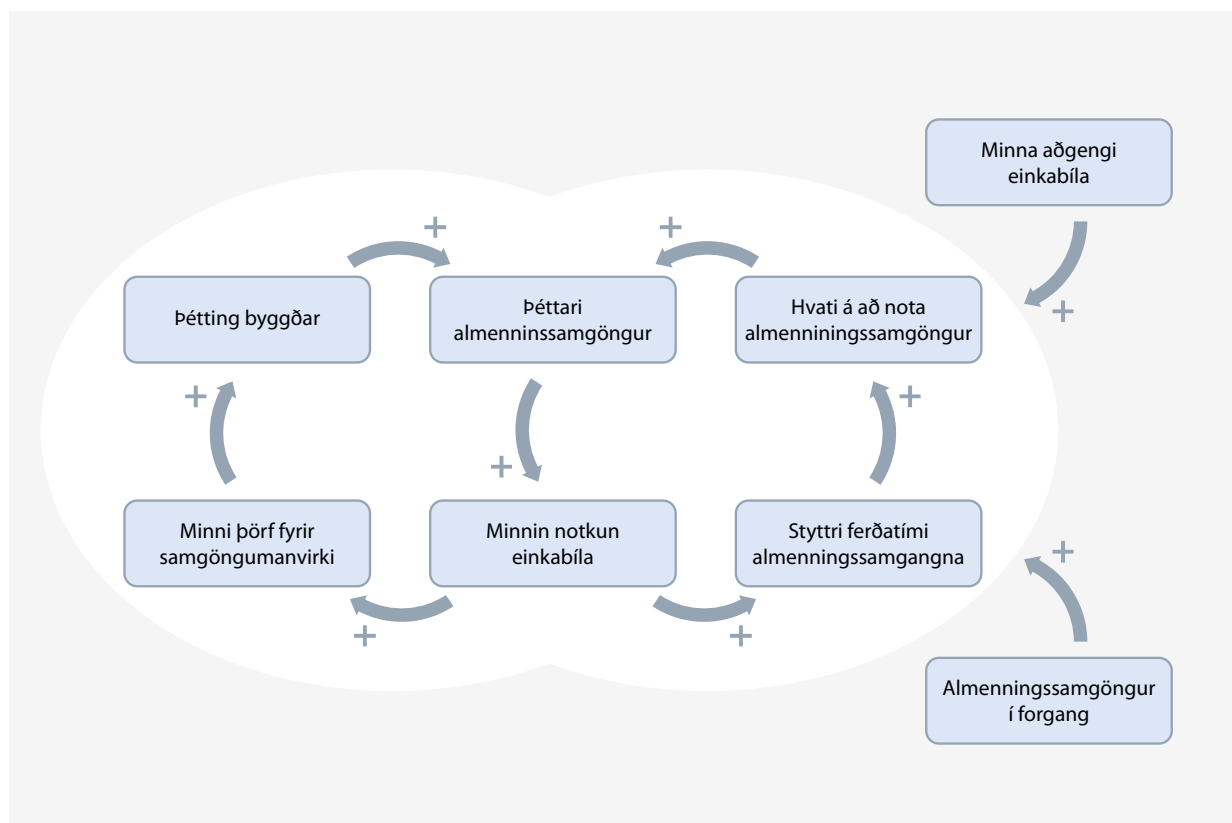 Minna aðgengi
einkabíla
+
+
Þétting byggðar
Þéttari
almenninssamgöngur
Hvati á að nota
almenniningssamgöngur
+
+
+
+
Minni þörf fyrir
samgöngumanvirki
Minnin notkun
einkabíla
Styttri ferðatími
almenningssamgangna
+
+
+
Almenningssamgöngur
í forgang